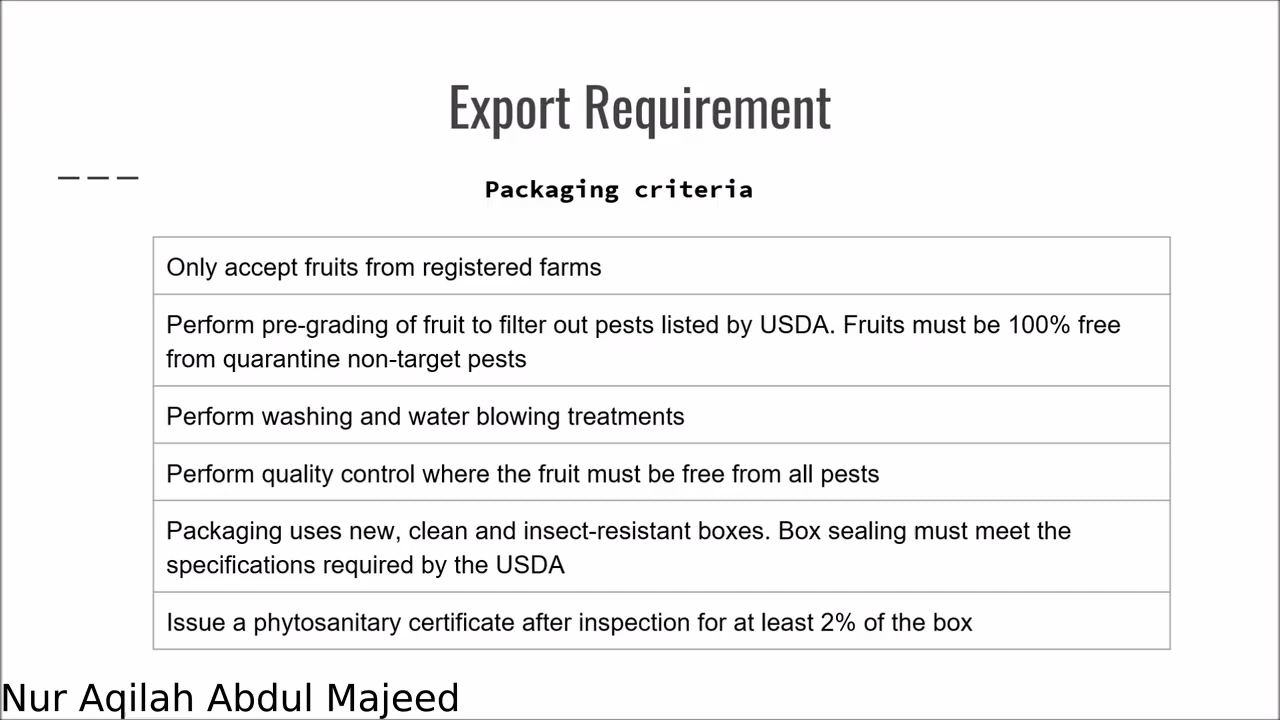 Export Requirement
Packaging criteria
Only accept fruits from registered farms
Perform pre-grading of fruit to filter out pests listed by USDA. Fruits must be 100% free
from quarantine non-target pests
Perform washing and water blowing treatments
Perform quality control where the fruit must be free from all pests
Packaging uses new, clean and insect-resistant boxes. Box sealing must meet the
specifications required by the USDA
Issue a phytosanitary certificate after inspection for at least 2% of the box
Nur Aqilah Abdul Majeed